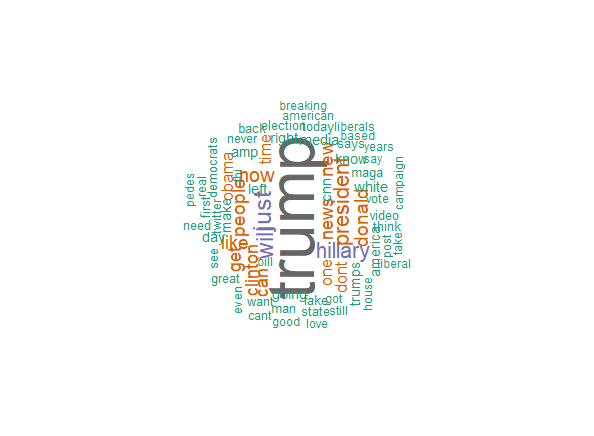 breaking
american
back
election
today
liberals
never
right
media
based
says
years
amp
time
new
know
say
democrats
obama
now
left
cnn
maga
white
campaign
pedes
real
first
twitter
make
people
just
trump
president
donald
vote
news
video
need
day
like
will
hillary
think
america
post
take
see
get
clinton
can
bill
one
dont
trumps
liberal
great
going
house
even
want
fake
got
man
state
still
cant
good
love